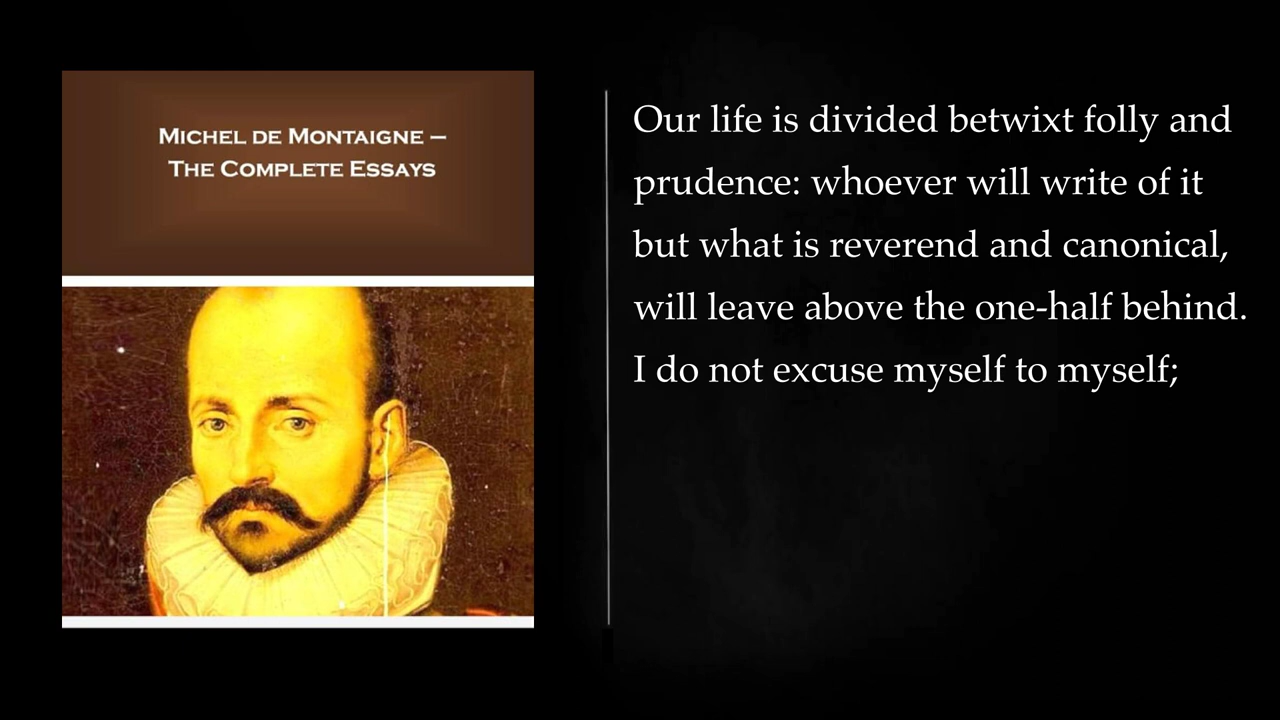 MICHEL DE MONTAIGNE –
THE COMPLETE ESSAYS
Our life is divided betwixt folly and
prudence: whoever will write of it
but what is reverend and canonical,
will leave above the one-half behind.
I do not excuse myself to myself;